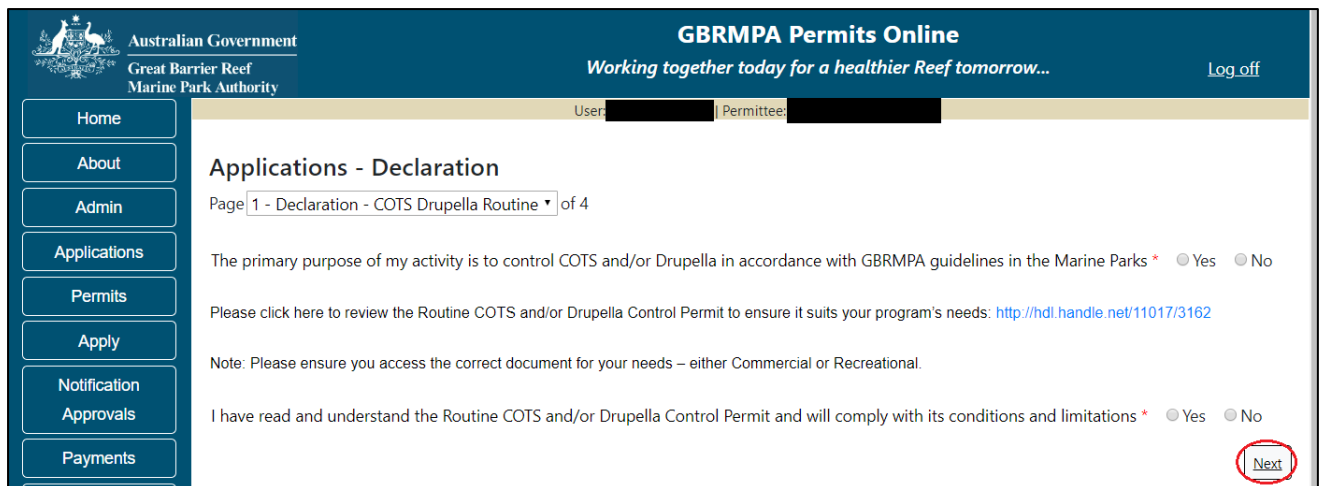 Australian Government
Great Barrier Reef
Marine Park Authority
GBRMPA Permits Online
Working together today for a healthier Reef tomorrow...
Log off
User: | Permittee:
Home
About
Admin
Applications
Permits
Apply
Notification
Approvals
Payments
Applications - Declaration
Page 1 - Declaration - COTS Drupella Routine of 4
The primary purpose of my activity is to control COTS and/or Drupella in accordance with GBRMPA guidelines in the Marine Parks * Yes No
Please click here to review the Routine COTS and/or Drupella Control Permit to ensure it suits your program's needs: http://hdl.handle.net/11017/3162
Note: Please ensure you access the correct document for your needs – either Commercial or Recreational.
I have read and understand the Routine COTS and/or Drupella Control Permit and will comply with its conditions and limitations * Yes No
Next